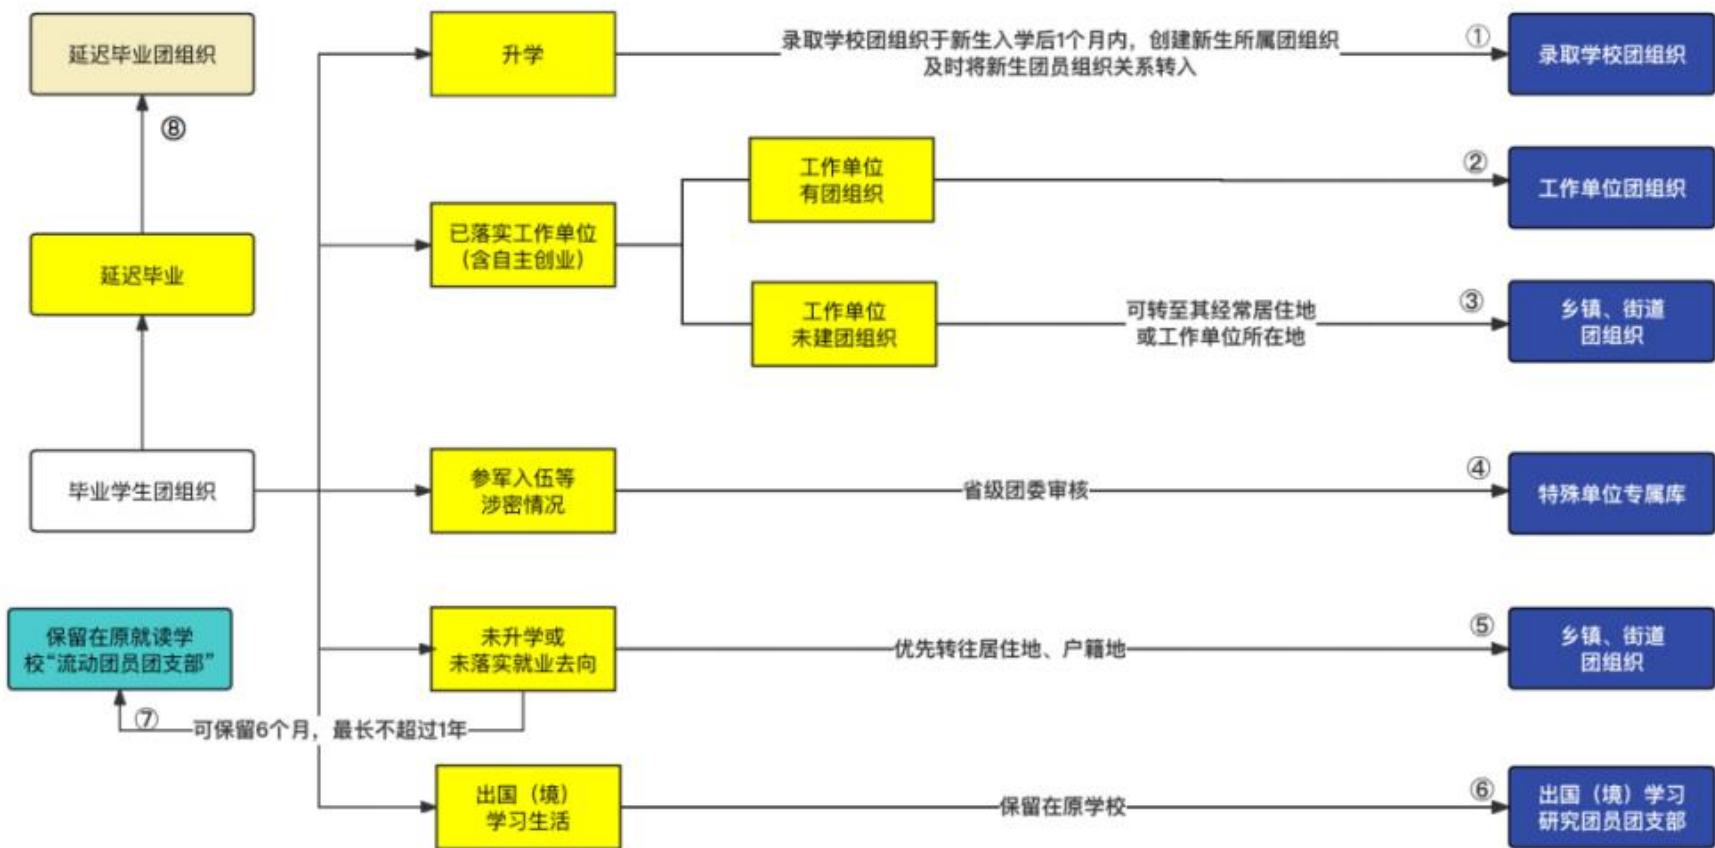 延迟毕业团组织
升学
录取学校团组织于新生入学后1个月内，创建新生所属团组织
及时将新生团员组织关系转入
①
录取学校团组织
⑧
工作单位
有团组织
②
工作单位团组织
延迟毕业
已落实工作单位
（含自主创业）
工作单位
未建团组织
可转至其经常居住地
或工作单位所在地
③
乡镇、街道
团组织
毕业学生团组织
参军入伍等
涉密情况
省级团委审核
④
特殊单位专属库
保留在原就读学
校“流动团员团支部”
未升学或
未落实就业去向
优先转往居住地、户籍地
⑤
乡镇、街道
团组织
⑦
可保留6个月，最长不超过1年
出国（境）
学习生活
保留在原学校
⑥
出国（境）学习
研究团员团支部